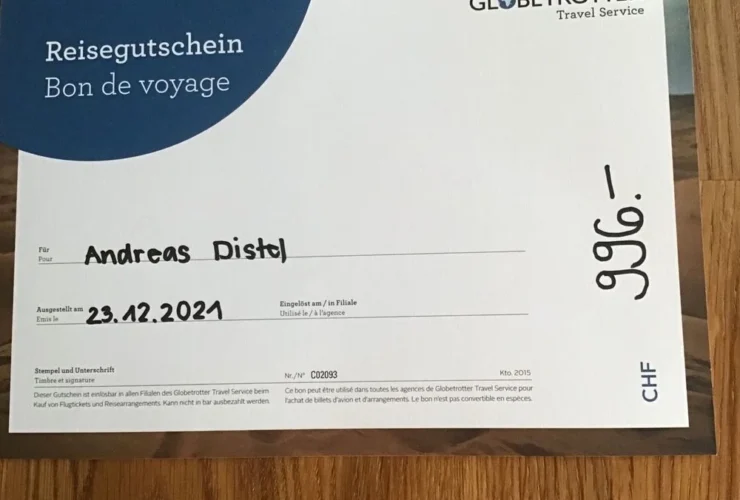 Travel Service
Reisegutschein
Bon de voyage
Für
Pour
Andreas Distel
Ausgestellt am
Emis le
23.12.2021
Eingelöst am / in Filiale
Utilisé le / à l'agence
996.–
CHF
Stempel und Unterschrift
Timbre et signature
Nr./N° C02093
Kto. 2015
Dieser Gutschein ist einlösbar in allen Filialen des Globetrotter Travel Service beim
Kauf von Flugtickets und Reisearrangements. Kann nicht in bar ausbezahlt werden.
Ce bon peut être utilisé dans toutes les agences de Globetrotter Travel Service pour
l'achat de billets d'avion et d'arrangements. Le bon n'est pas convertible en espèces.